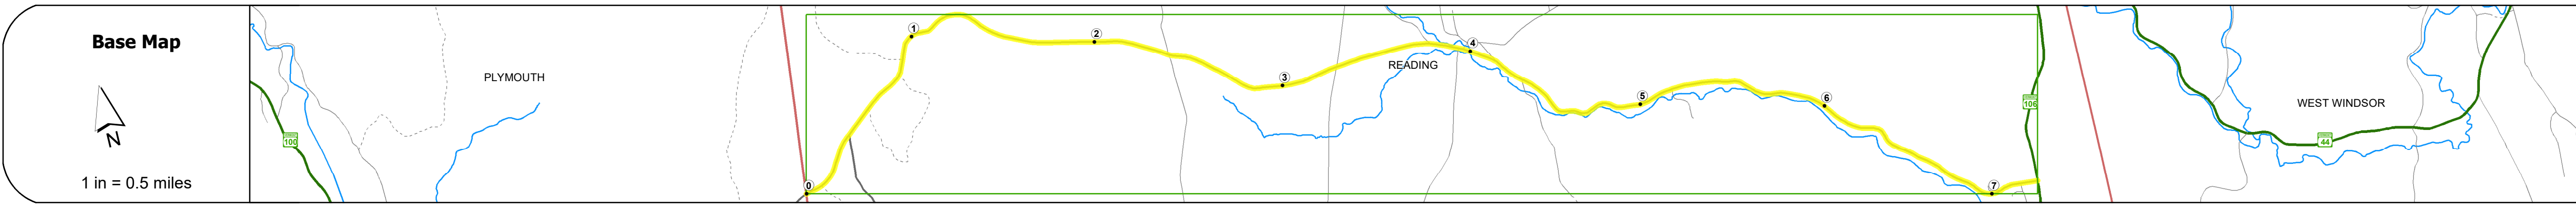 Base Map
N
1 in = 0.5 miles
100
PLYMOUTH
0
1
2
3
4
READING
5
6
7
106
44
WEST WINDSOR